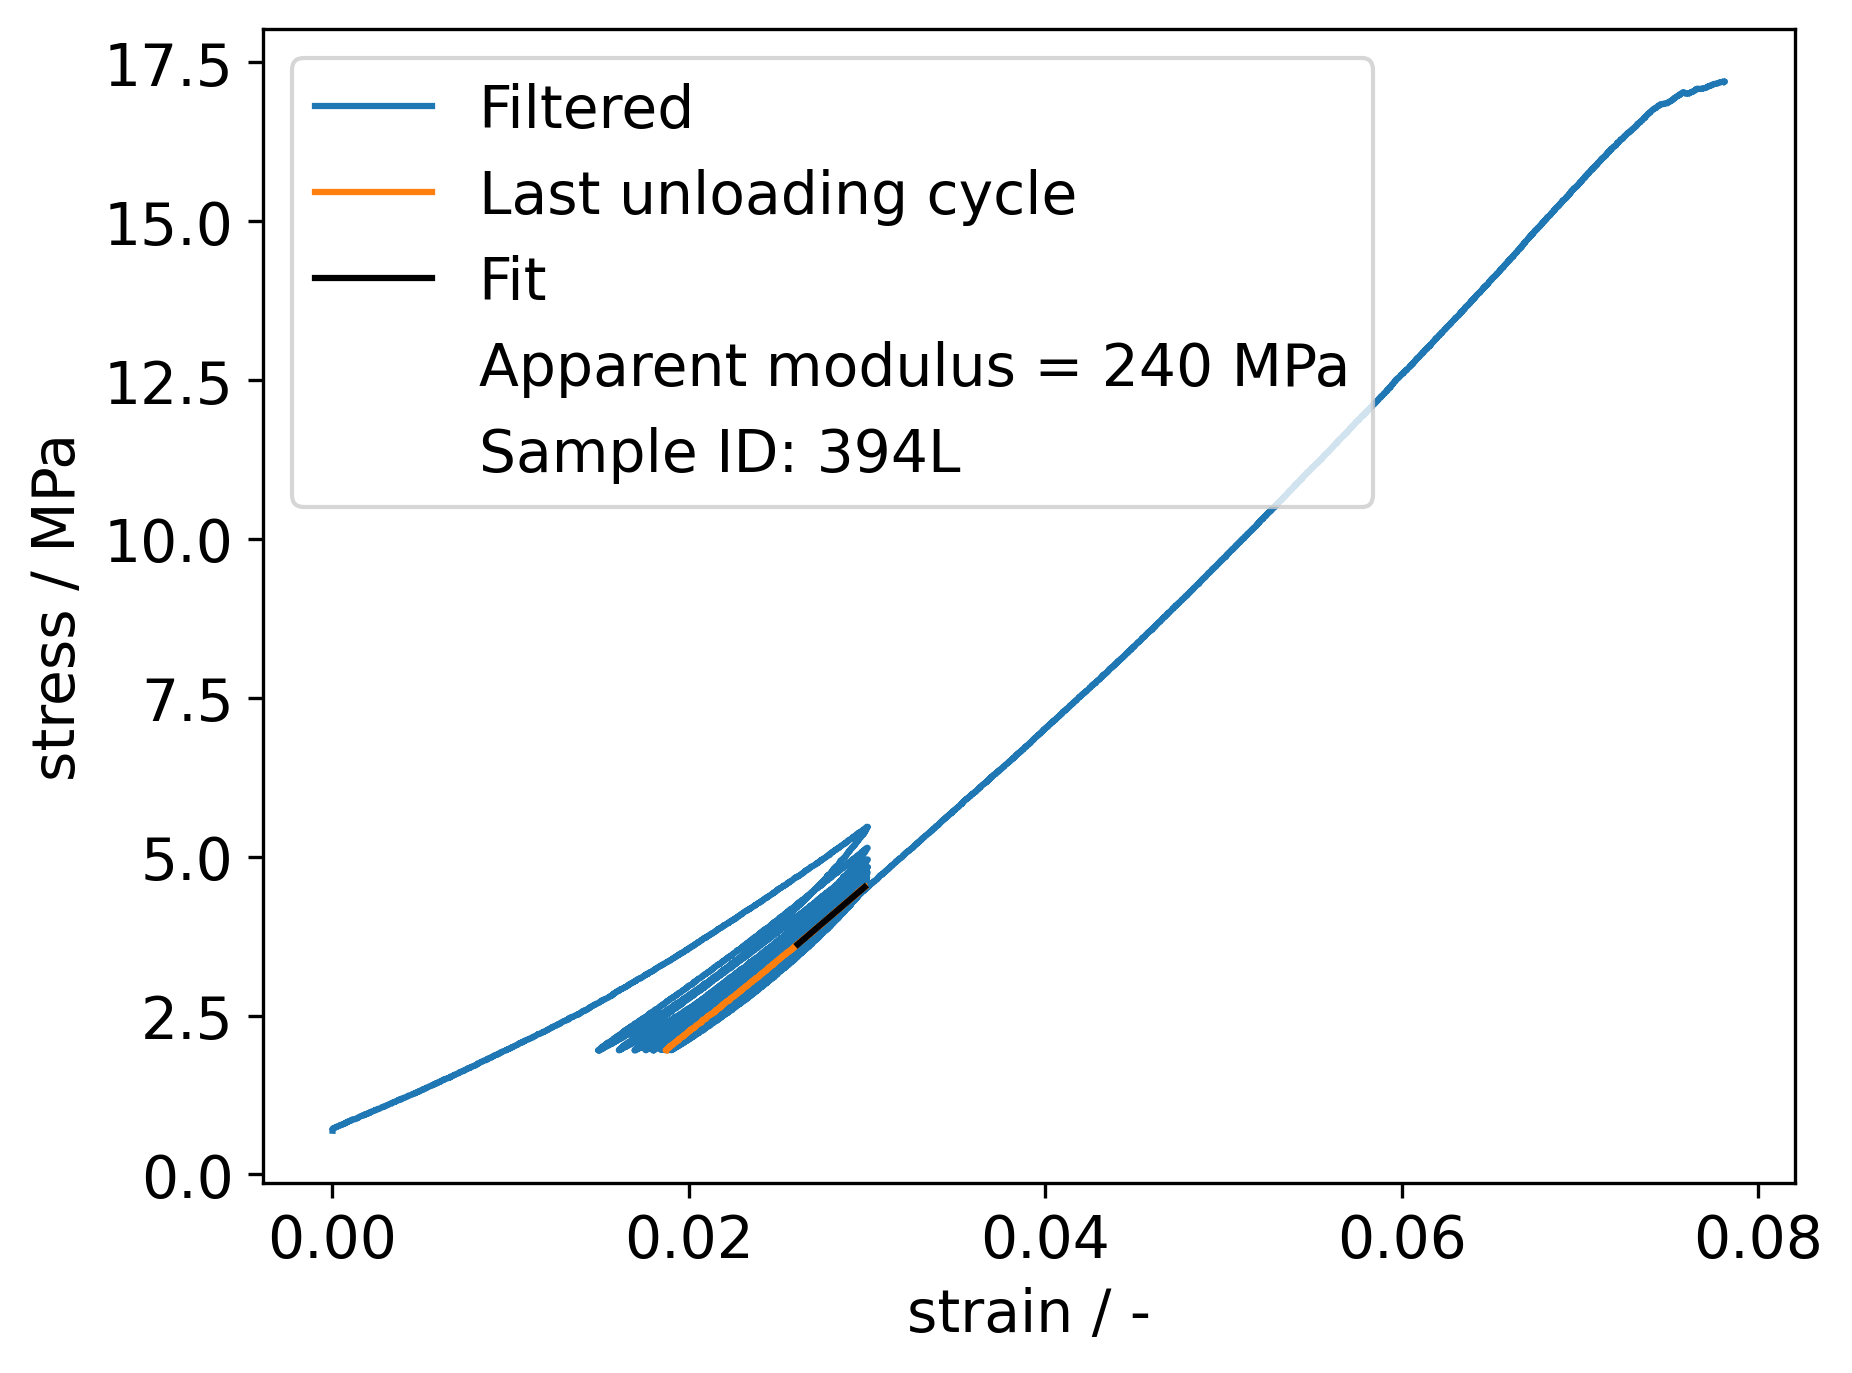 17.5
15.0
12.5
10.0
7.5
5.0
2.5
0.0
stress / MPa
Filtered
Last unloading cycle
Fit
Apparent modulus = 240 MPa
Sample ID: 394L
0.00 0.02 0.04 0.06 0.08
strain / -